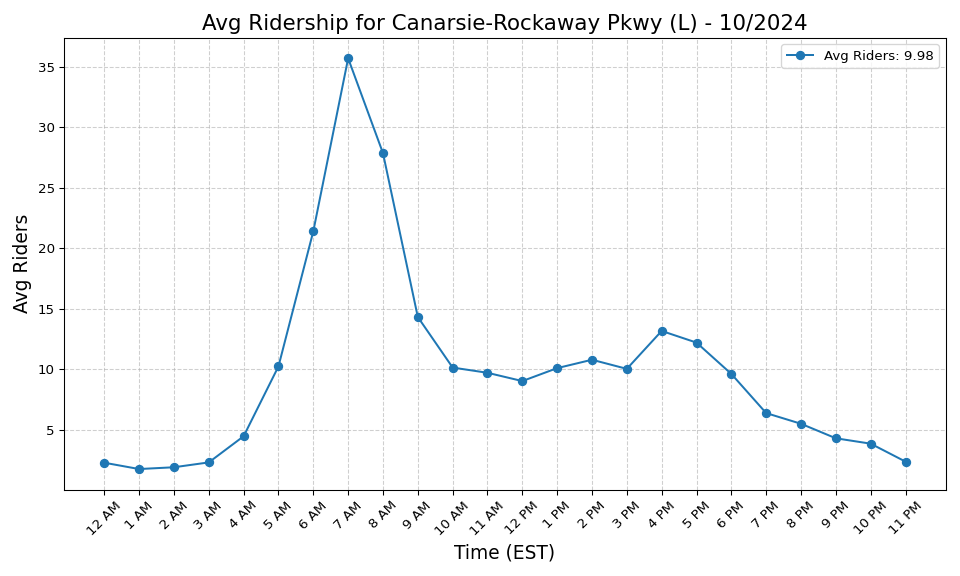 Avg Ridership for Canarsie-Rockaway Pkwy (L) - 10/2024
Avg Riders: 9.98
Avg Riders
35
30
25
20
15
10
5
12 AM
1 AM
2 AM
3 AM
4 AM
5 AM
6 AM
7 AM
8 AM
9 AM
10 AM
11 AM
12 PM
1 PM
2 PM
3 PM
4 PM
5 PM
6 PM
7 PM
8 PM
9 PM
10 PM
11 PM
Time (EST)